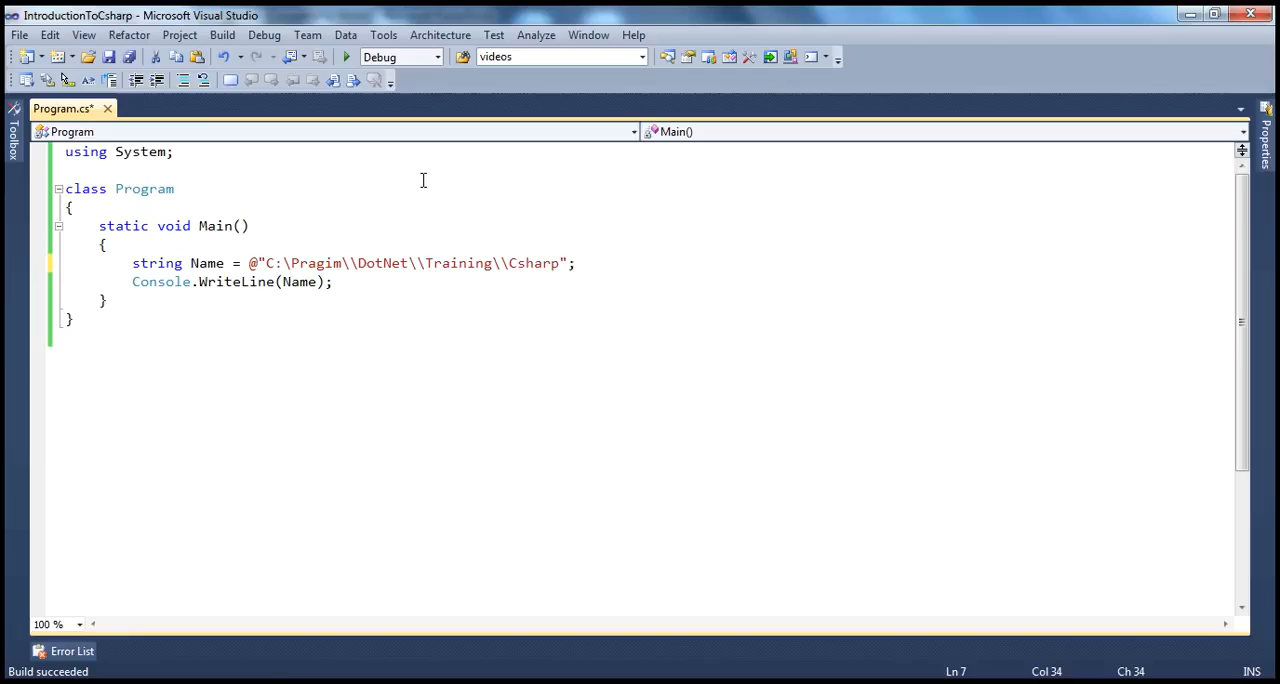 IntroductionToCsharp - Microsoft Visual Studio
File Edit View Refactor Project Build Debug Team Data Tools Architecture Test Analyze Window Help
Debug videos
Program.cs*
Program Main()
Toolbox
Properties
using System;
class Program
{
static void Main()
{
string Name = @"C:\Pragim\\DotNet\\Training\\Csharp";
Console.WriteLine(Name);
}
}
100 %
Error List
Build succeeded Ln 7 Col 34 Ch 34 INS